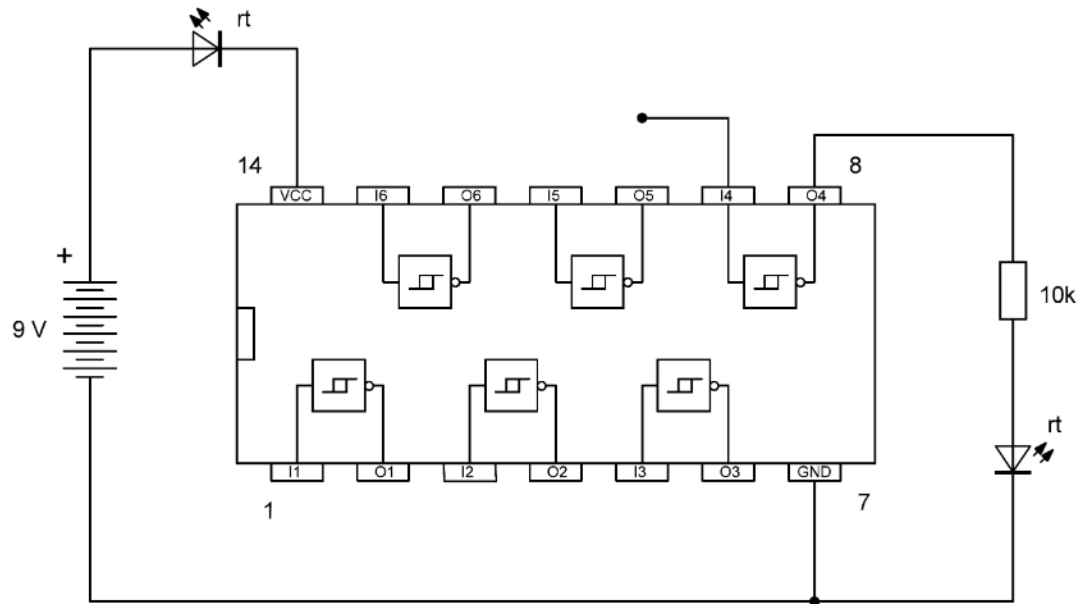 rt
14
8
VCC I6 O6 I5 O5 I4 O4
+
9 V
10k
rt
I1 O1 I2 O2 I3 O3 GND
1
7